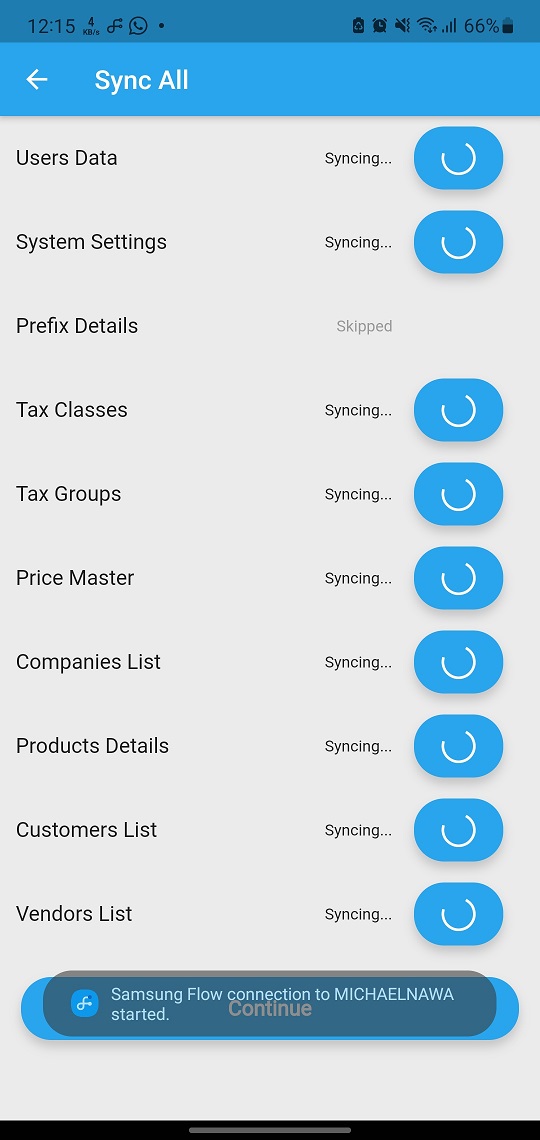 12:15 4 KB/s 66%
Sync All
Users Data Syncing...
System Settings Syncing...
Prefix Details Skipped
Tax Classes Syncing...
Tax Groups Syncing...
Price Master Syncing...
Companies List Syncing...
Products Details Syncing...
Customers List Syncing...
Vendors List Syncing...
Samsung Flow connection to MICHAELNAWA
started.
Continue